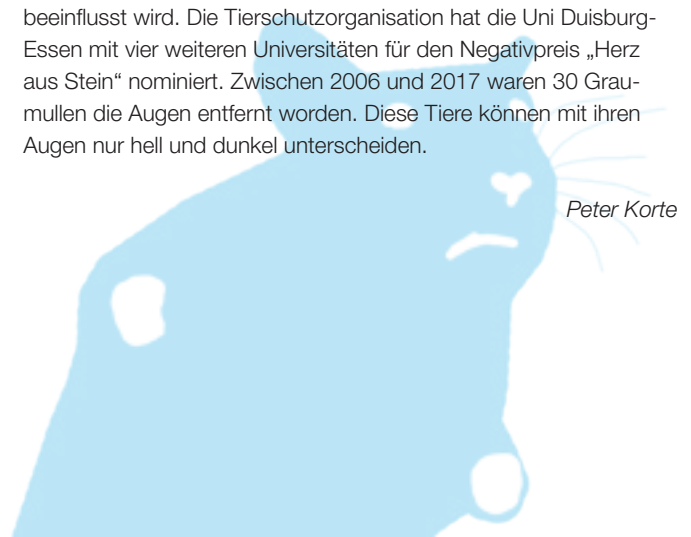 beeinflusst wird. Die Tierschutzorganisation hat die Uni Duisburg-
Essen mit vier weiteren Universitäten für den Negativpreis „Herz
aus Stein“ nominiert. Zwischen 2006 und 2017 waren 30 Grau-
mullen die Augen entfernt worden. Diese Tiere können mit ihren
Augen nur hell und dunkel unterscheiden.
Peter Korte